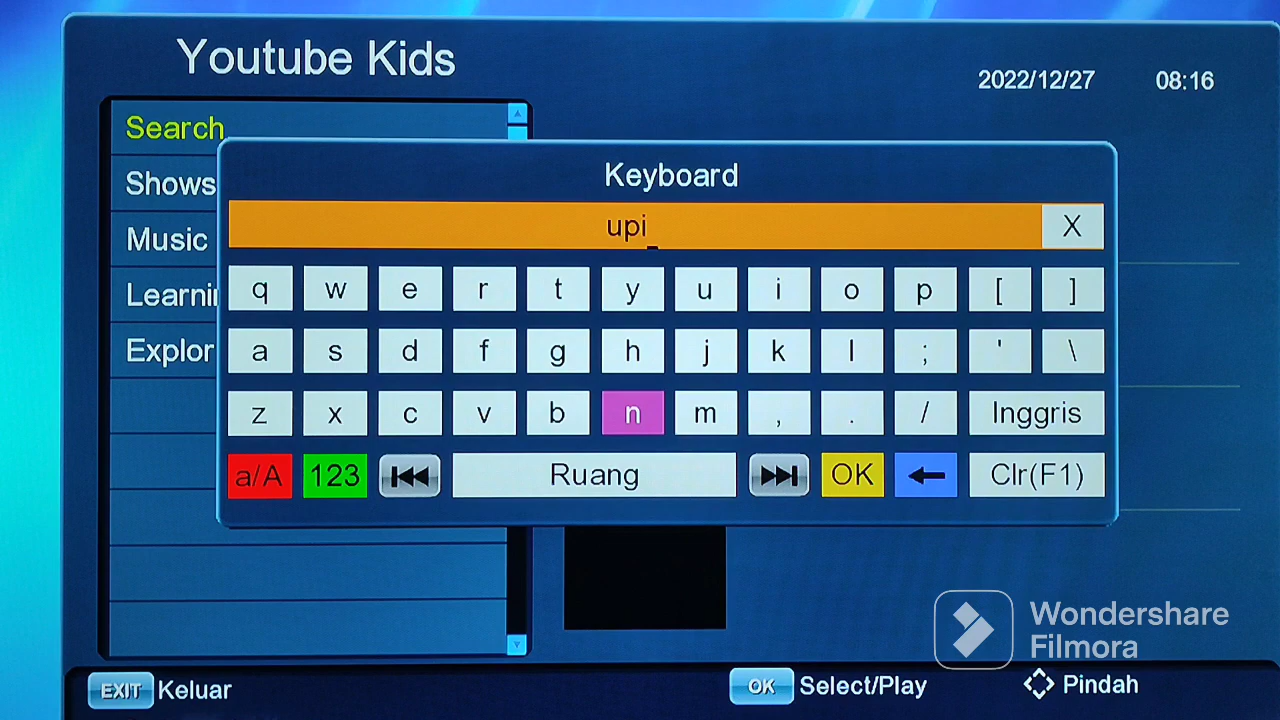 Youtube Kids
2022/12/27 08:16
Search
Shows
Music
Learni
Explor
Keyboard
upi_
X
q w e r t y u i o p [ ]
a s d f g h j k l ; ' \
z x c v b n m , . / Inggris
a/A 123 Ruang OK Clr(F1)
Wondershare
Filmora
EXIT Keluar OK Select/Play Pindah